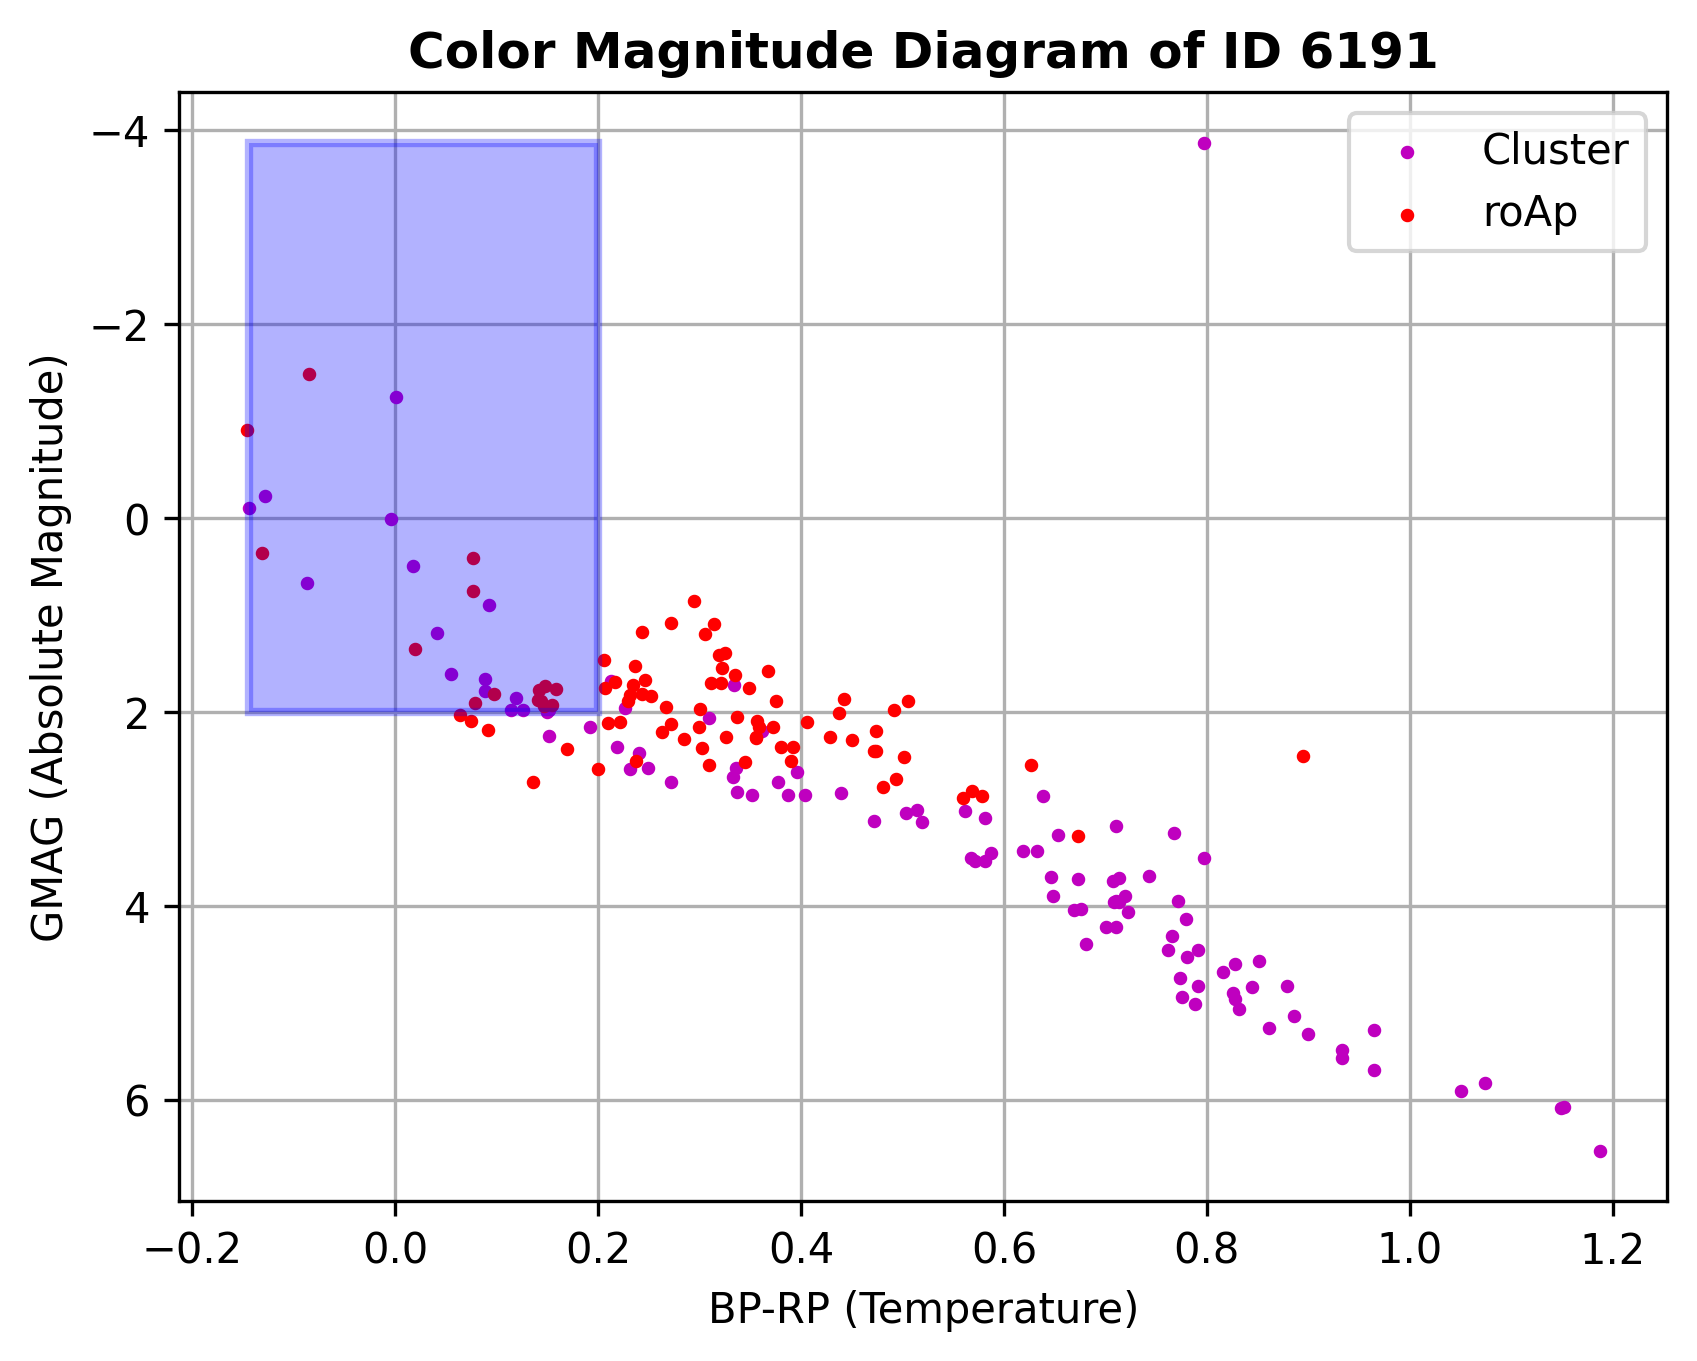 Color Magnitude Diagram of ID 6191
GMAG (Absolute Magnitude)
−4
−2
0
2
4
6
Cluster
roAp
−0.2 0.0 0.2 0.4 0.6 0.8 1.0 1.2
BP-RP (Temperature)